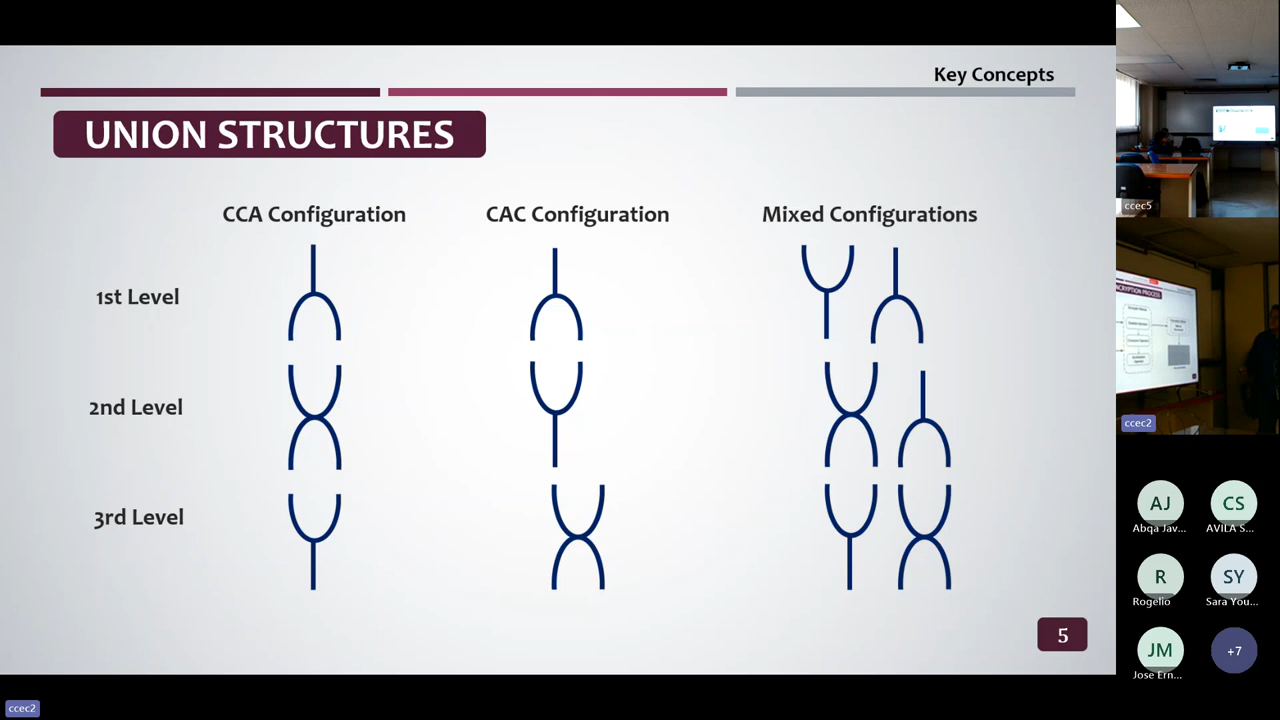 Key Concepts
UNION STRUCTURES
CCA Configuration
CAC Configuration
Mixed Configurations
1st Level
2nd Level
3rd Level
5
ccec5
ccec2
AJ
Abqa Jav...
CS
AVILA S...
R
Rogelio
SY
Sara You...
JM
Jose Ern...
+7
ccec2